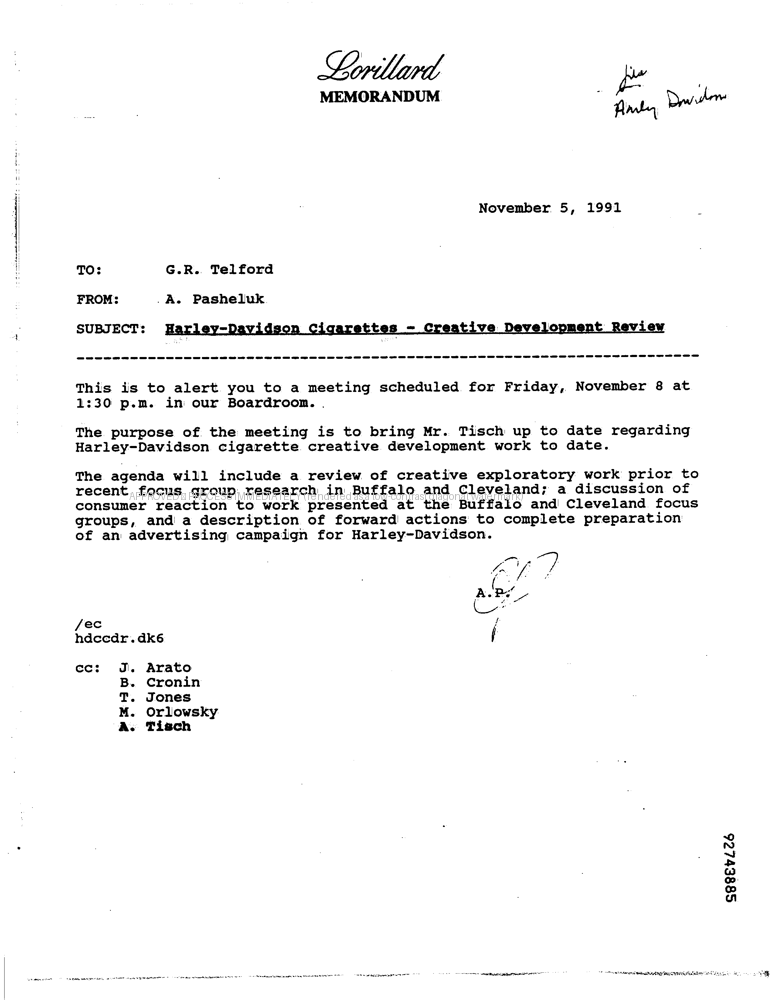 Lorillard
MEMORANDUM
file
Harley Davidson
November 5, 1991
TO: G.R. Telford
FROM: A. Pasheluk
SUBJECT: Harley-Davidson Cigarettes - Creative Development Review
This is to alert you to a meeting scheduled for Friday, November 8 at
1:30 p.m. in our Boardroom.
The purpose of the meeting is to bring Mr. Tisch up to date regarding
Harley-Davidson cigarette creative development work to date.
The agenda will include a review of creative exploratory work prior to
recent focus group research in Buffalo and Cleveland; a discussion of
consumer reaction to work presented at the Buffalo and Cleveland focus
groups, and a description of forward actions to complete preparation
of an advertising campaign for Harley-Davidson.
A.P.
/ec
hdccdr.dk6
cc: J. Arato
B. Cronin
T. Jones
M. Orlowsky
A. Tisch
92743885